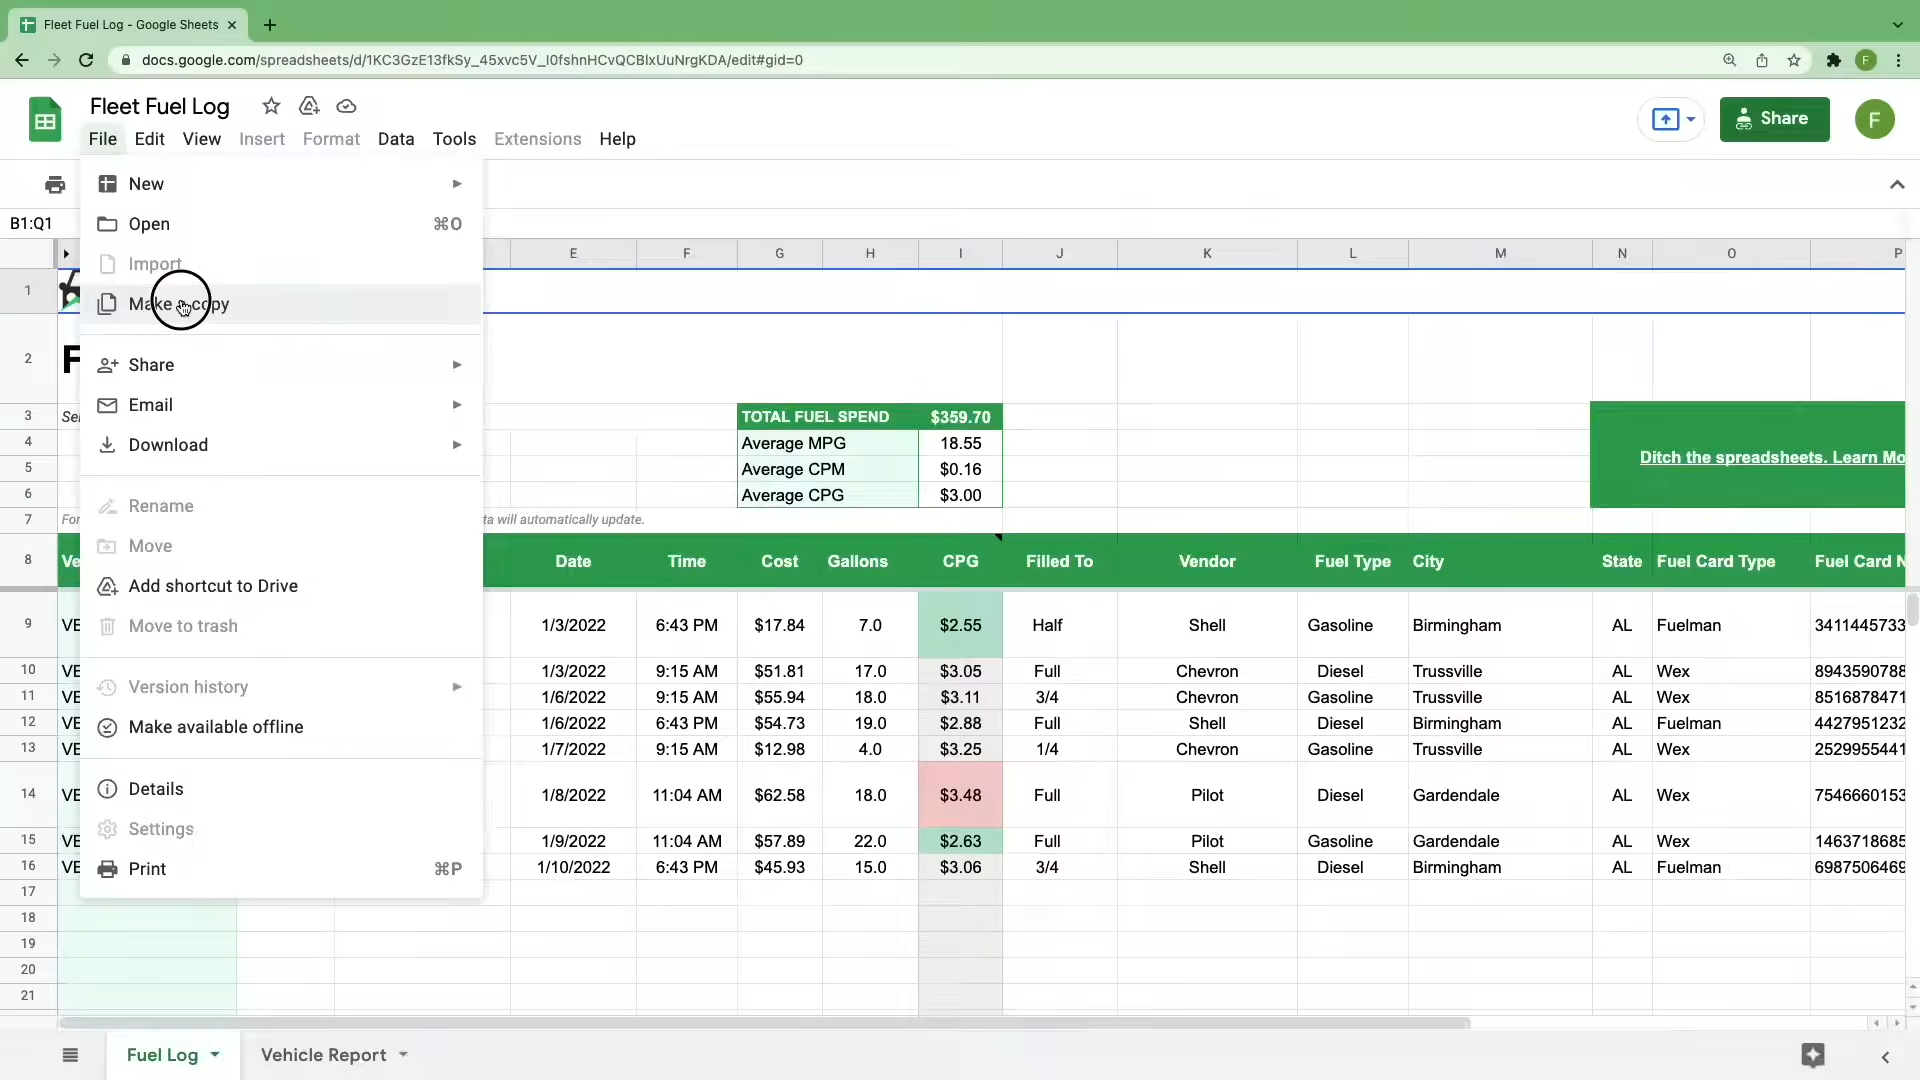 Fleet Fuel Log - Google Sheets
docs.google.com/spreadsheets/d/1KC3GzE13fkSy_45xvc5V_I0fshnHCvQCBIxUuNrgKDA/edit#gid=0
F
Fleet Fuel Log
Share
F
File Edit View Insert Format Data Tools Extensions Help
New
B1:Q1
Open ⌘O
E F G H I J K L M N O P
Import
1
Make a copy
2 F
Share
3 Sel
Email
TOTAL FUEL SPEND $359.70
4 Average MPG 18.55
Download
5 Average CPM $0.16
Ditch the spreadsheets. Learn Mo
6 Average CPG $3.00
Rename
7 For ta will automatically update.
Move
8 Ve Date Time Cost Gallons CPG Filled To Vendor Fuel Type City State Fuel Card Type Fuel Card N
Add shortcut to Drive
9 VE 1/3/2022 6:43 PM $17.84 7.0 $2.55 Half Shell Gasoline Birmingham AL Fuelman 3411445733
Move to trash
10 VE 1/3/2022 9:15 AM $51.81 17.0 $3.05 Full Chevron Diesel Trussville AL Wex 8943590788
Version history
11 VE 1/6/2022 9:15 AM $55.94 18.0 $3.11 3/4 Chevron Gasoline Trussville AL Wex 8516878471
12 VE 1/6/2022 6:43 PM $54.73 19.0 $2.88 Full Shell Diesel Birmingham AL Fuelman 4427951232
Make available offline
13 VE 1/7/2022 9:15 AM $12.98 4.0 $3.25 1/4 Chevron Gasoline Trussville AL Wex 2529955441
Details
14 VE 1/8/2022 11:04 AM $62.58 18.0 $3.48 Full Pilot Diesel Gardendale AL Wex 7546660153
Settings
15 VE 1/9/2022 11:04 AM $57.89 22.0 $2.63 Full Pilot Gasoline Gardendale AL Wex 1463718685
16 VE 1/10/2022 6:43 PM $45.93 15.0 $3.06 3/4 Shell Diesel Birmingham AL Fuelman 6987506469
Print ⌘P
17
18
19
20
21
Fuel Log Vehicle Report